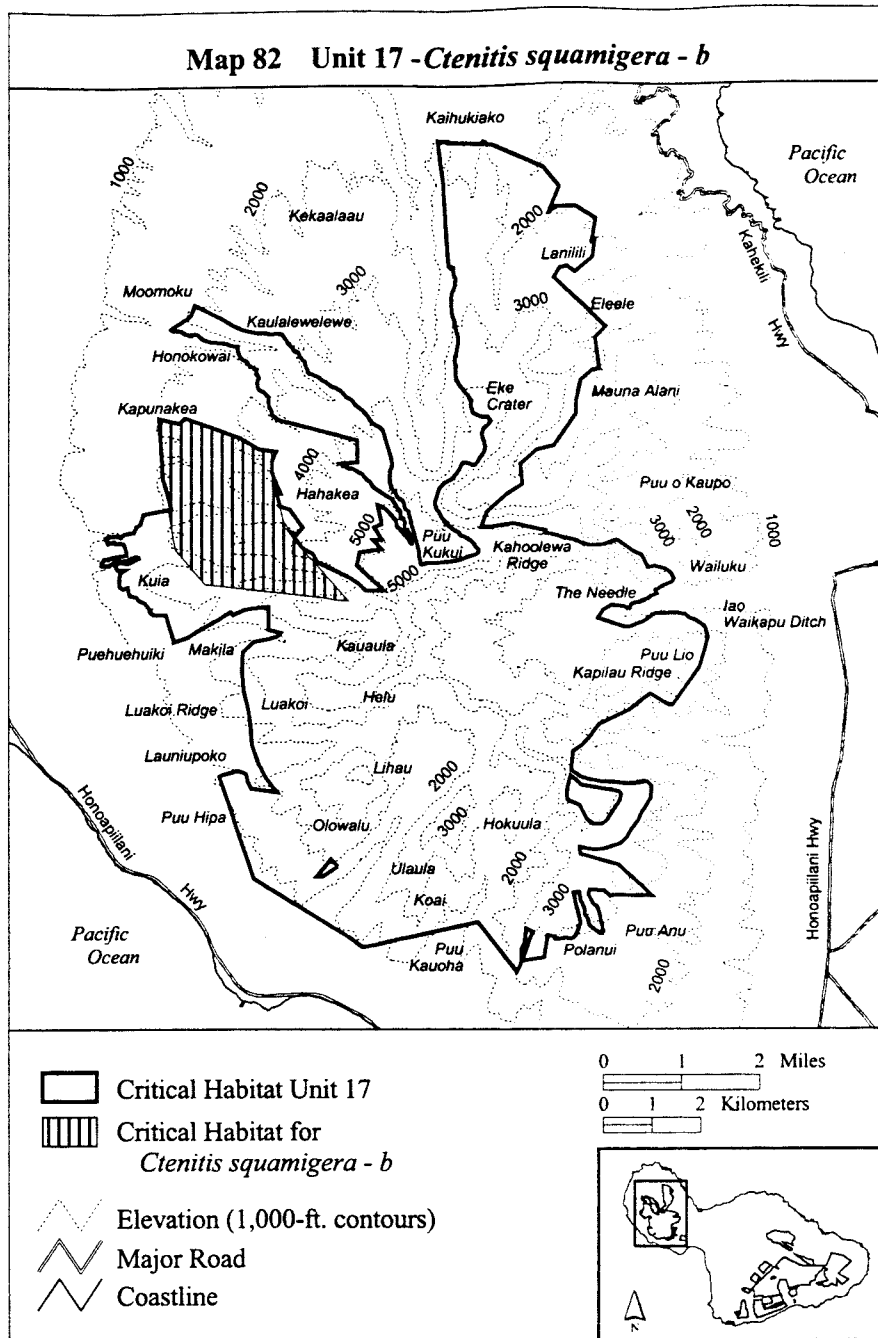 Map 82 Unit 17 - Ctenitis squamigera - b
Kaihukiako
Pacific
Ocean
1000
2000
Kekaalaau
2000
Lanilili
Kahekili
Hwy
3000
3000
Eleele
Moomoku
Kaulalewelewe
Honokowai
Eke
Crater
Mauna Alani
Kapunakea
4000
Hahakea
Puu o Kaupo
3000
2000
1000
5000
Puu
Kukui
Kahoolewa
Ridge
Wailuku
5000
Kuia
The Needle
Iao
Waikapu Ditch
Puehuehuiki
Makila
Kauaula
Puu Lio
Kapilau Ridge
Luakoi Ridge
Luakoi
Helu
Launiupoko
Lihau
2000
Puu Hipa
Olowalu
3000
Hokuula
Honoapiilani
Hwy
Ulaula
2000
Koai
3000
Honoapiilani Hwy
Pacific
Ocean
Puu
Kauoha
Polanui
Puu Anu
2000
Critical Habitat Unit 17
Critical Habitat for
Ctenitis squamigera - b
Elevation (1,000-ft. contours)
Major Road
Coastline
0 1 2 Miles
0 1 2 Kilometers
N